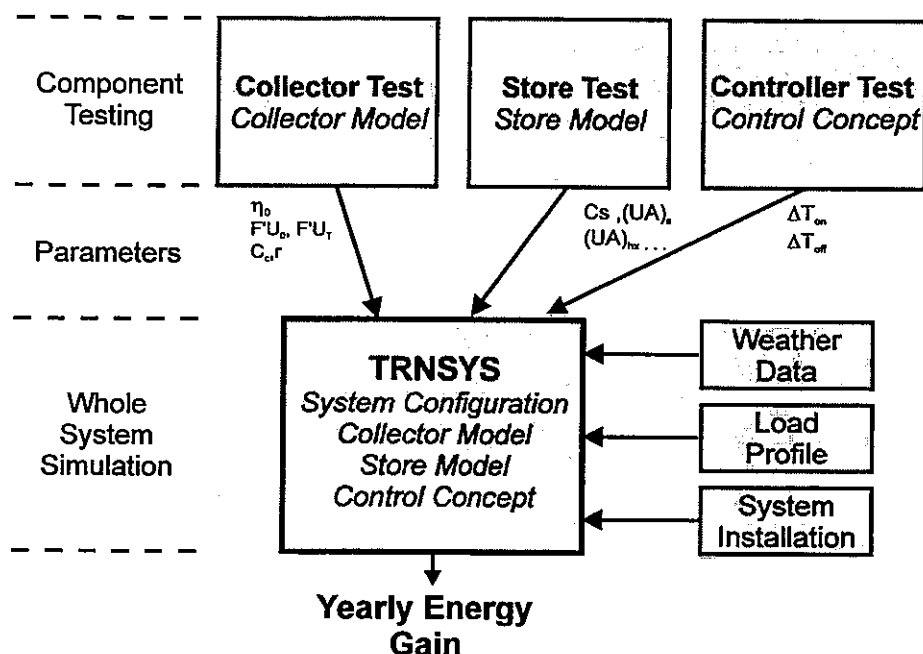 Component
Testing
Collector Test
Collector Model
Store Test
Store Model
Controller Test
Control Concept
Parameters
η₀
F'U₀, F'U_T
C_c,r
Cs ,(UA)ₛ
(UA)ₕₓ . . .
ΔT_on
ΔT_off
Whole
System
Simulation
TRNSYS
System Configuration
Collector Model
Store Model
Control Concept
Weather
Data
Load
Profile
System
Installation
Yearly Energy
Gain